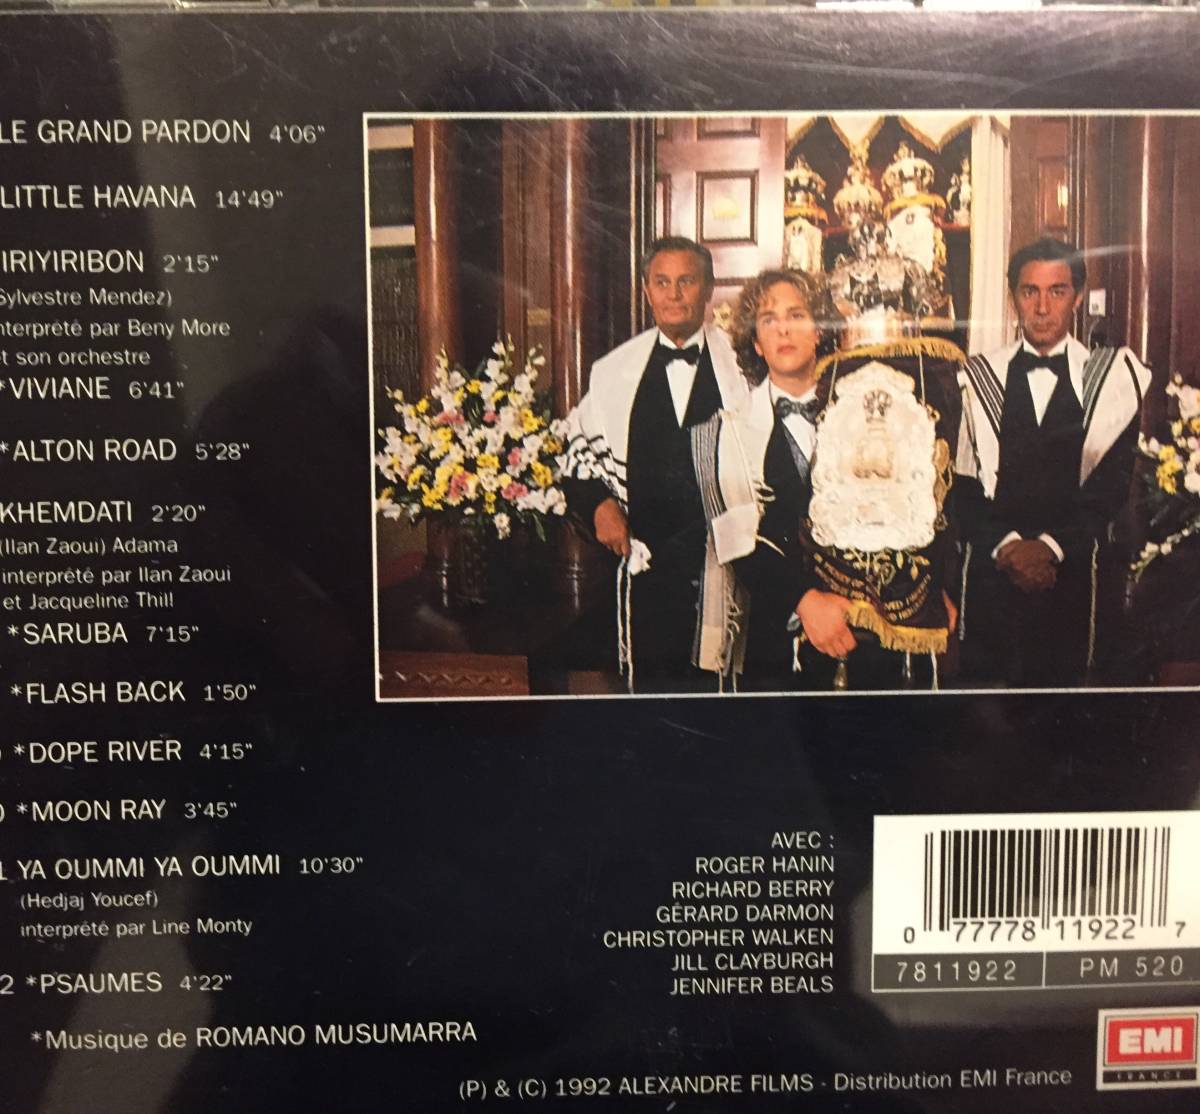 LE GRAND PARDON 4'06"
LITTLE HAVANA 14'49"
IRIYIRIBON 2'15"
Sylvestre Mendez)
nterprété par Beny More
t son orchestre
*VIVIANE 6'41"
*ALTON ROAD 5'28"
KHEMDATI 2'20"
(Ilan Zaoui) Adama
interprété par Ilan Zaoui
et Jacqueline Thill
*SARUBA 7'15"
*FLASH BACK 1'50"
*DOPE RIVER 4'15"
*MOON RAY 3'45"
1 YA OUMMI YA OUMMI 10'30"
(Hedjaj Youcef)
interprété par Line Monty
2 *PSAUMES 4'22"
*Musique de ROMANO MUSUMARRA
AVEC :
ROGER HANIN
RICHARD BERRY
GÉRARD DARMON
CHRISTOPHER WALKEN
JILL CLAYBURGH
JENNIFER BEALS
0 77778 11922 7
7811922 PM 520
EMI
FRANCE
(P) & (C) 1992 ALEXANDRE FILMS - Distribution EMI France